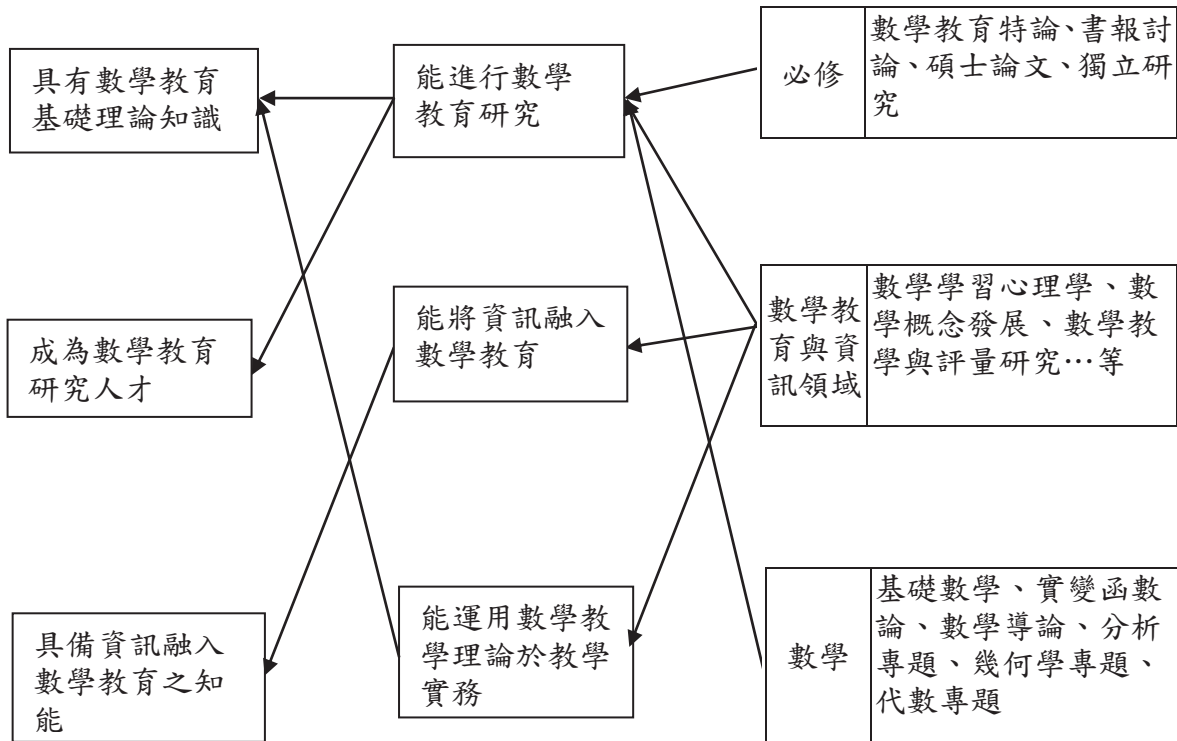 具有數學教育
基礎理論知識
能進行數學
教育研究
必修
數學教育特論、書報討
論、碩士論文、獨立研
究
成為數學教育
研究人才
能將資訊融入
數學教育
數學教
育與資
訊領域
數學學習心理學、數
學概念發展、數學教
學與評量研究…等
具備資訊融入
數學教育之知
能
能運用數學教
學理論於教學
實務
數學
基礎數學、實變函數
論、數學導論、分析
專題、幾何學專題、
代數專題